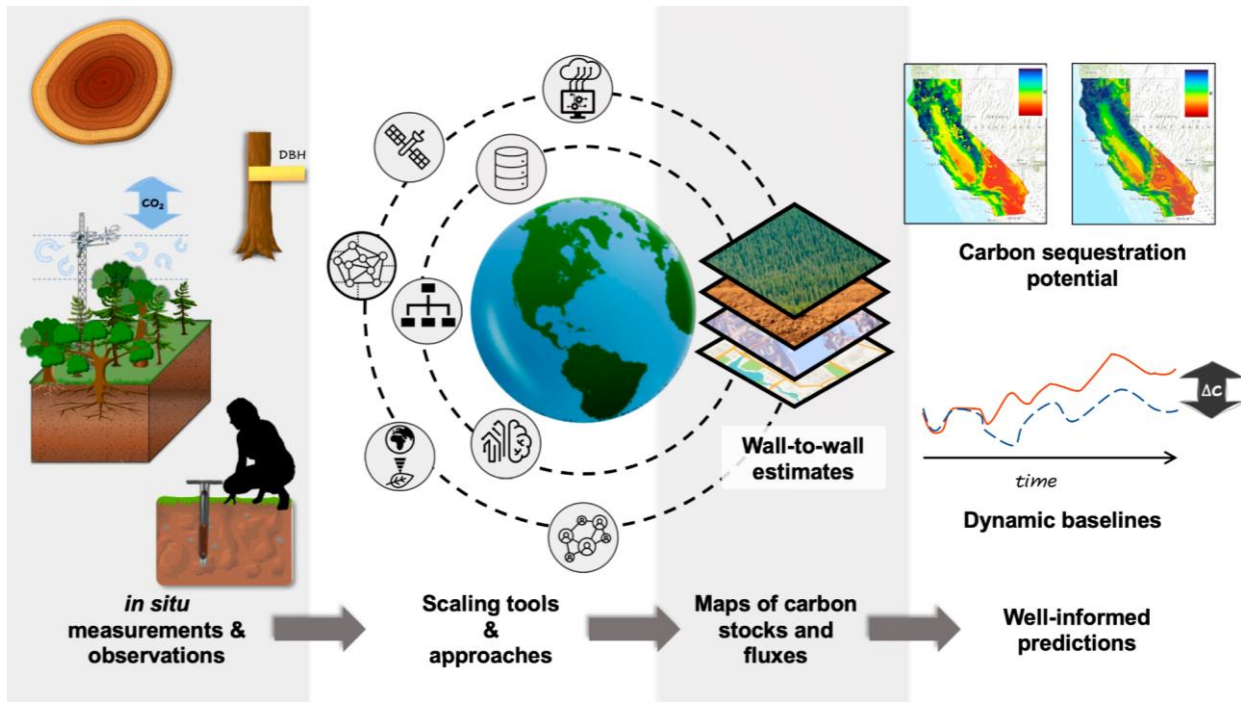 DBH
CO₂
Carbon sequestration
potential
Wall-to-wall
estimates
ΔC
time
Dynamic baselines
in situ
measurements &
observations
Scaling tools
&
approaches
Maps of carbon
stocks and
fluxes
Well-informed
predictions